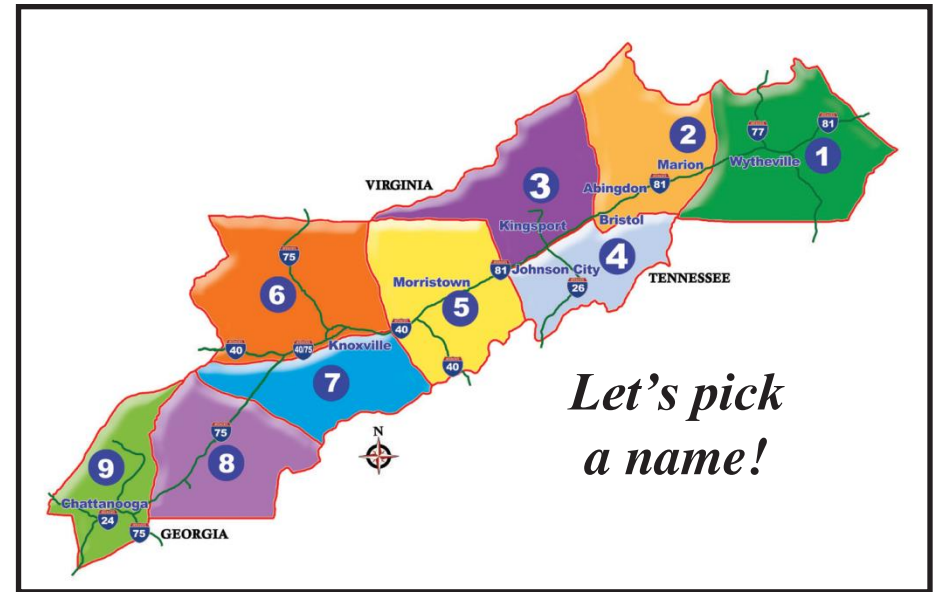 77
81
2
1
Marion
Wytheville
3
VIRGINIA
Abingdon
81
Kingsport
Bristol
4
75
81
Johnson City
TENNESSEE
Morristown
26
6
5
40
Knoxville
40
40/75
40
7
Let's pick
a name!
N
75
9
8
Chattanooga
24
75
GEORGIA